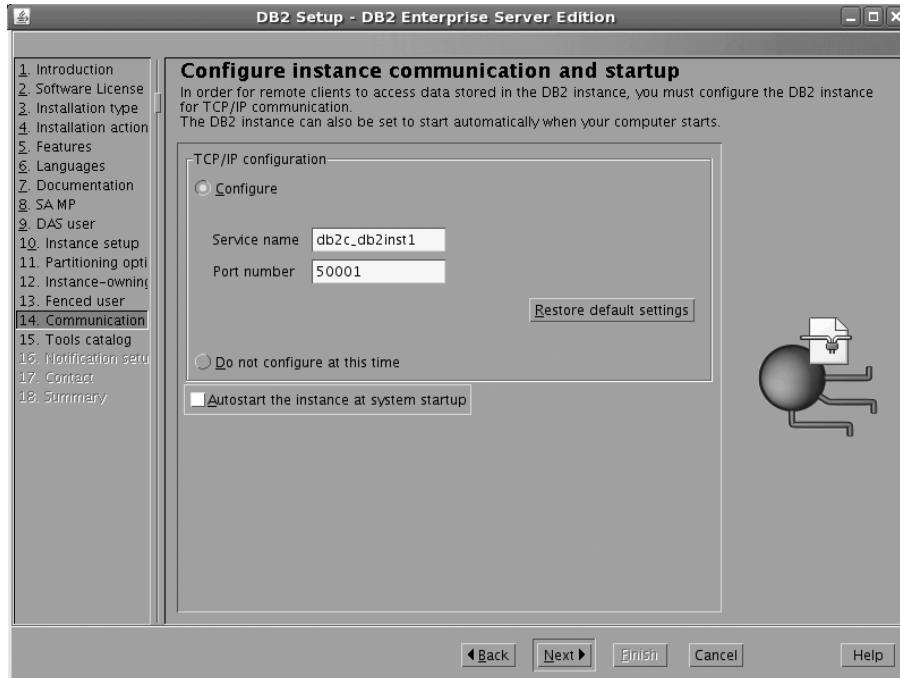 DB2 Setup - DB2 Enterprise Server Edition
1. Introduction
2. Software License
3. Installation type
4. Installation action
5. Features
6. Languages
7. Documentation
8. SA MP
9. DAS user
10. Instance setup
11. Partitioning opti
12. Instance-owning
13. Fenced user
14. Communication
15. Tools catalog
16. Notification setu
17. Contact
18. Summary
Configure instance communication and startup
In order for remote clients to access data stored in the DB2 instance, you must configure the DB2 instance
for TCP/IP communication.
The DB2 instance can also be set to start automatically when your computer starts.
TCP/IP configuration
Configure
Service name db2c_db2inst1
Port number 50001
Restore default settings
Do not configure at this time
Autostart the instance at system startup
Back Next Finish Cancel Help